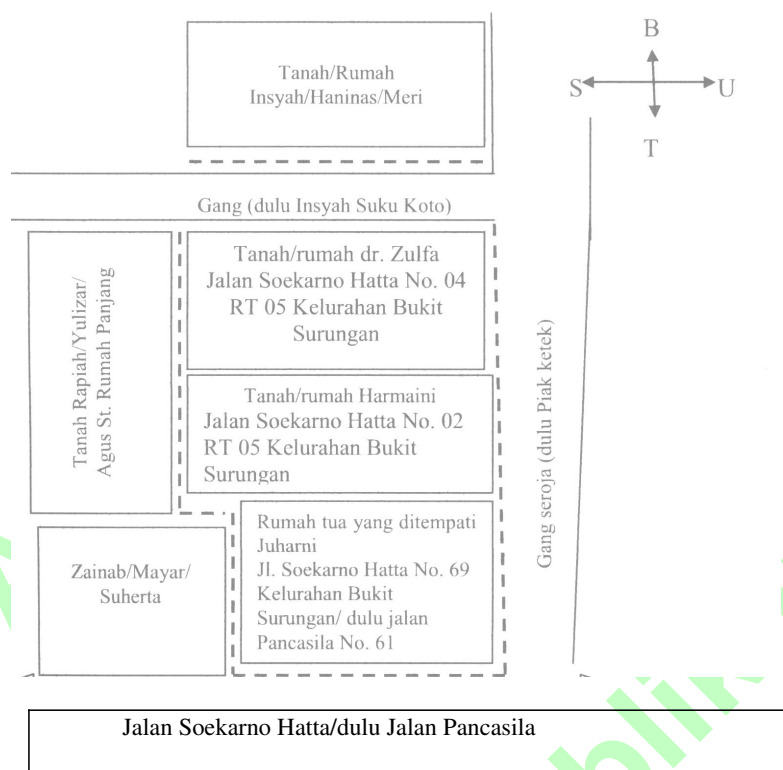 B
S U
T
Tanah/Rumah
Insyah/Haninas/Meri
Gang (dulu Insyah Suku Koto)
Tanah Rapiah/Yulizar/
Agus St. Rumah Panjang
Tanah/rumah dr. Zulfa
Jalan Soekarno Hatta No. 04
RT 05 Kelurahan Bukit
Surungan
Tanah/rumah Harmaini
Jalan Soekarno Hatta No. 02
RT 05 Kelurahan Bukit
Surungan
Gang seroja (dulu Piak ketek)
Zainab/Mayar/
Suherta
Rumah tua yang ditempati
Juharni
Jl. Soekarno Hatta No. 69
Kelurahan Bukit
Surungan/ dulu jalan
Pancasila No. 61
Jalan Soekarno Hatta/dulu Jalan Pancasila